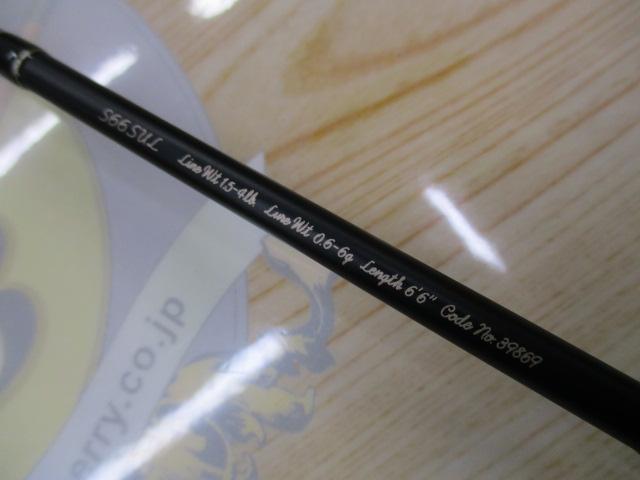 S66SUL Line Wt 1.5-4lb. Lure Wt 0.6-6g Length 6'6" Code No. 39869
erry.co.jp